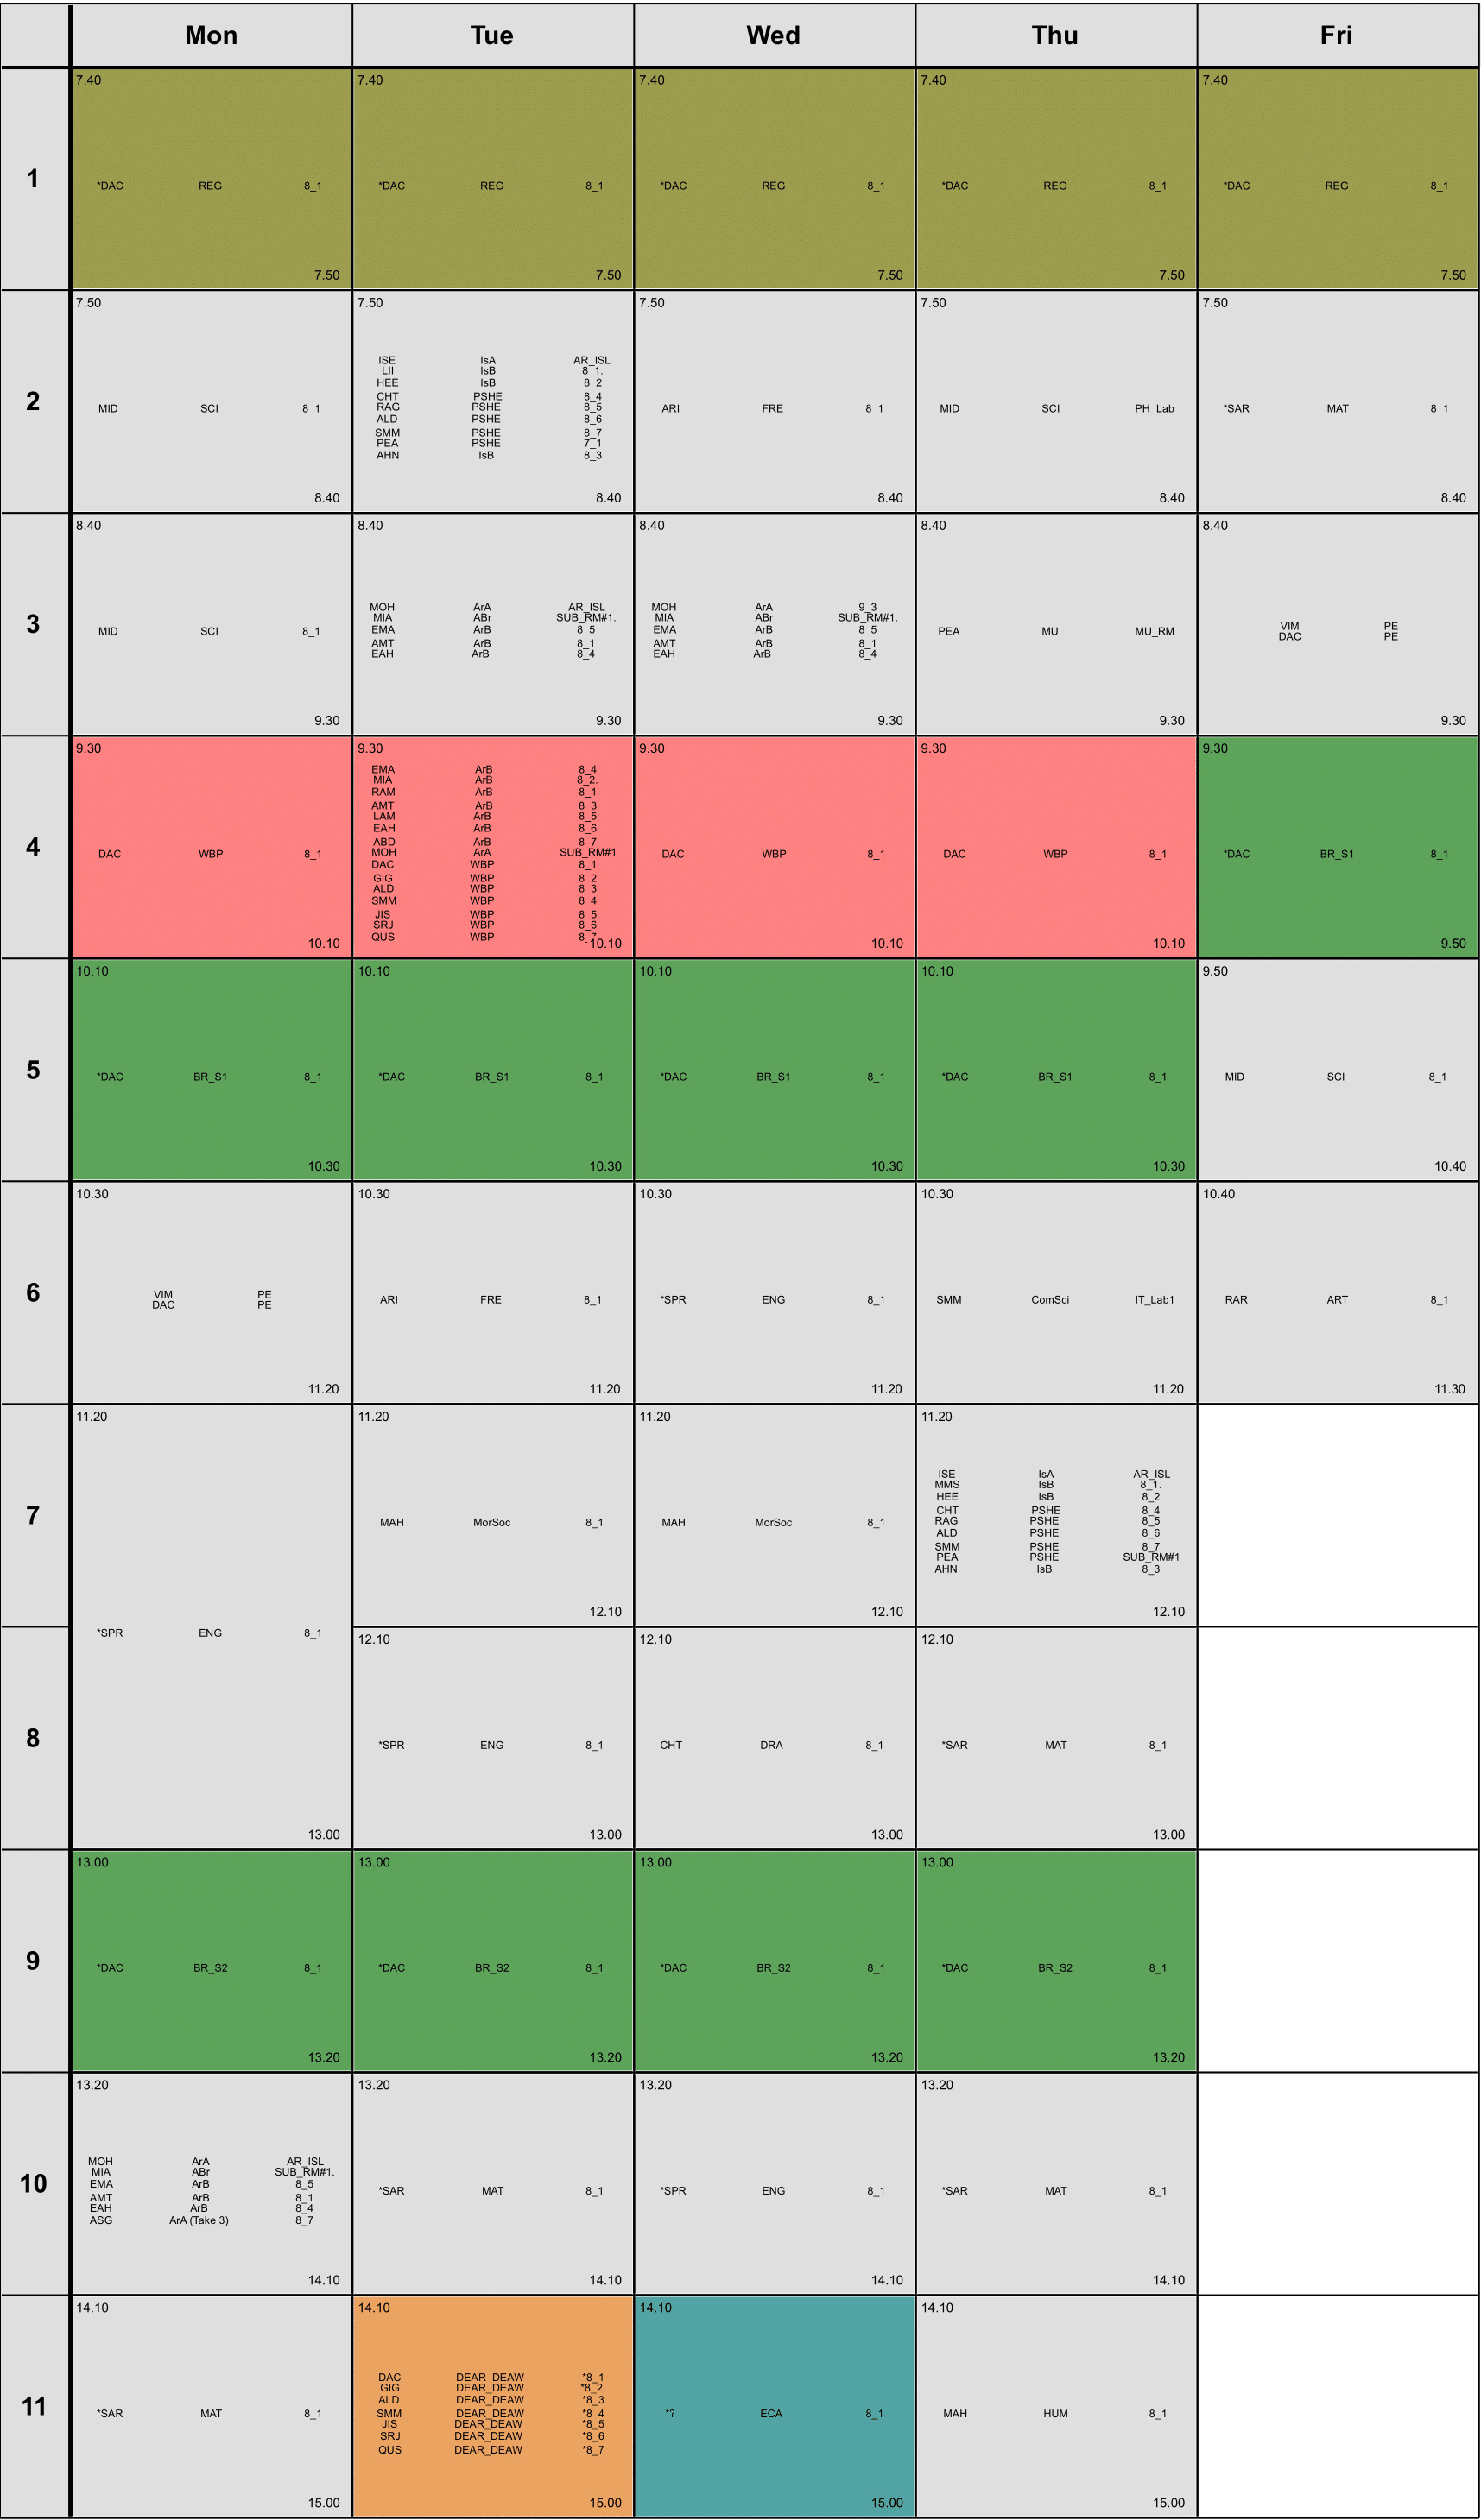 Mon Tue Wed Thu Fri
1
7.40 7.40 7.40 7.40 7.40
*DAC REG 8_1 *DAC REG 8_1 *DAC REG 8_1 *DAC REG 8_1 *DAC REG 8_1
7.50 7.50 7.50 7.50 7.50
2
7.50
MID SCI 8_1
8.40
7.50
ISE IsA AR_ISL
LII IsB 8_1.
HEE IsB 8_2
CHT PSHE 8_4
RAG PSHE 8_5
ALD PSHE 8_6
SMM PSHE 8_7
PEA PSHE 7_1
AHN IsB 8_3
8.40
7.50
ARI FRE 8_1
8.40
7.50
MID SCI PH_Lab
8.40
7.50
*SAR MAT 8_1
8.40
3
8.40
MID SCI 8_1
9.30
8.40
MOH ArA AR_ISL
MIA ABr SUB_RM#1.
EMA ArB 8_5
AMT ArB 8_1
EAH ArB 8_4
9.30
8.40
MOH ArA 9_3
MIA ABr SUB_RM#1.
EMA ArB 8_5
AMT ArB 8_1
EAH ArB 8_4
9.30
8.40
PEA MU MU_RM
9.30
8.40
VIM PE
DAC PE
9.30
4
9.30
DAC WBP 8_1
10.10
9.30
EMA ArB 8_4
MIA ArB 8_2.
RAM ArB 8_1
AMT ArB 8_3
LAM ArB 8_5
EAH ArB 8_6
ABD ArB 8_7
MOH ArA SUB_RM#1
DAC WBP 8_1
GIG WBP 8_2
ALD WBP 8_3
SMM WBP 8_4
JIS WBP 8_5
SRJ WBP 8_6
QUS WBP 8_7
10.10
9.30
DAC WBP 8_1
10.10
9.30
DAC WBP 8_1
10.10
9.30
*DAC BR_S1 8_1
9.50
5
10.10
*DAC BR_S1 8_1
10.30
10.10
*DAC BR_S1 8_1
10.30
10.10
*DAC BR_S1 8_1
10.30
10.10
*DAC BR_S1 8_1
10.30
9.50
MID SCI 8_1
10.40
6
10.30
VIM PE
DAC PE
11.20
10.30
ARI FRE 8_1
11.20
10.30
*SPR ENG 8_1
11.20
10.30
SMM ComSci IT_Lab1
11.20
10.40
RAR ART 8_1
11.30
7
11.20
*SPR ENG 8_1
13.00
11.20
MAH MorSoc 8_1
12.10
11.20
MAH MorSoc 8_1
12.10
11.20
ISE IsA AR_ISL
MMS IsB 8_1.
HEE IsB 8_2
CHT PSHE 8_4
RAG PSHE 8_5
ALD PSHE 8_6
SMM PSHE 8_7
PEA PSHE SUB_RM#1
AHN IsB 8_3
12.10
8
12.10
*SPR ENG 8_1
13.00
12.10
CHT DRA 8_1
13.00
12.10
*SAR MAT 8_1
13.00
9
13.00
*DAC BR_S2 8_1
13.20
13.00
*DAC BR_S2 8_1
13.20
13.00
*DAC BR_S2 8_1
13.20
13.00
*DAC BR_S2 8_1
13.20
10
13.20
MOH ArA AR_ISL
MIA ABr SUB_RM#1.
EMA ArB 8_5
AMT ArB 8_1
EAH ArB 8_4
ASG ArA (Take 3) 8_7
14.10
13.20
*SAR MAT 8_1
14.10
13.20
*SPR ENG 8_1
14.10
13.20
*SAR MAT 8_1
14.10
11
14.10
*SAR MAT 8_1
15.00
14.10
DAC DEAR_DEAW *8_1
GIG DEAR_DEAW *8_2.
ALD DEAR_DEAW *8_3
SMM DEAR_DEAW *8_4
JIS DEAR_DEAW *8_5
SRJ DEAR_DEAW *8_6
QUS DEAR_DEAW *8_7
15.00
14.10
*? ECA 8_1
15.00
14.10
MAH HUM 8_1
15.00